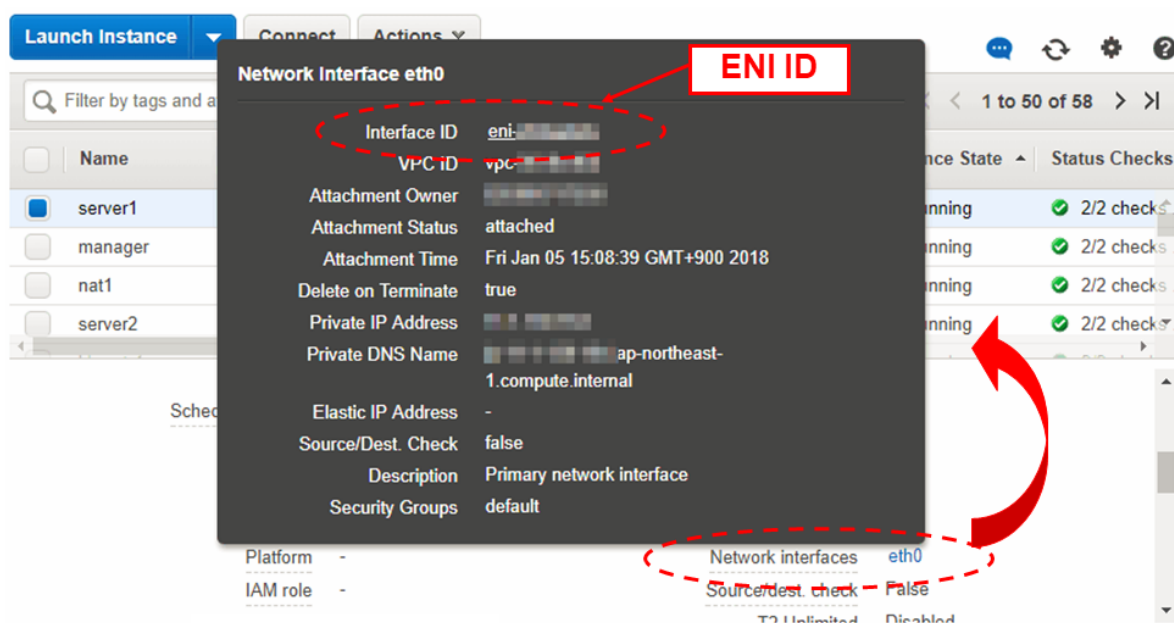 Launch Instance
Connect
Actions
ENI ID
Network Interface eth0
Filter by tags and a
1 to 50 of 58
Interface ID eni-
VPC ID vpc-
Name
nce State
Status Checks
Attachment Owner
server1
Attachment Status attached
unning
2/2 checks
manager
Attachment Time Fri Jan 05 15:08:39 GMT+900 2018
unning
2/2 checks
nat1
Delete on Terminate true
unning
2/2 checks
server2
Private IP Address
unning
2/2 checks
Private DNS Name ap-northeast-
1.compute.internal
Sched
Elastic IP Address -
Source/Dest. Check false
Description Primary network interface
Security Groups default
Platform -
Network interfaces eth0
IAM role -
Source/dest. check False
T2 Unlimited Disabled